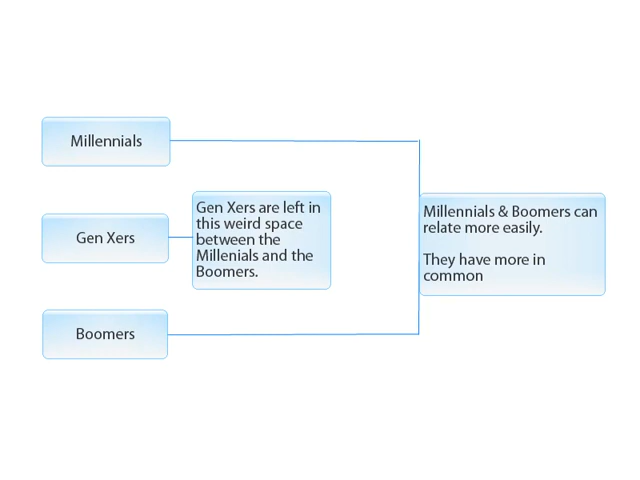 Millennials
Gen Xers
Gen Xers are left in
this weird space
between the
Millenials and the
Boomers.
Millennials & Boomers can
relate more easily.
They have more in
common
Boomers